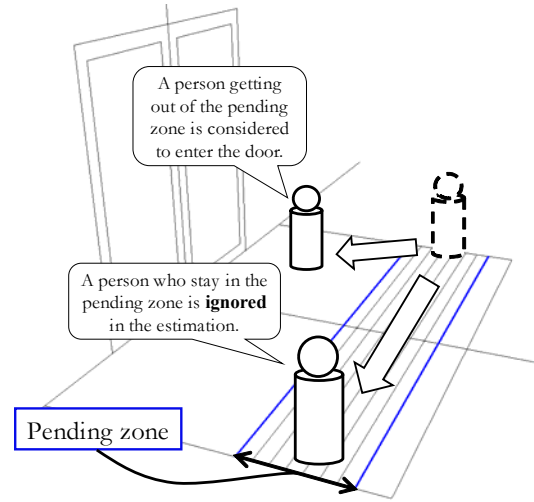 A person getting
out of the pending
zone is considered
to enter the door.
A person who stay in the
pending zone is ignored
in the estimation.
Pending zone